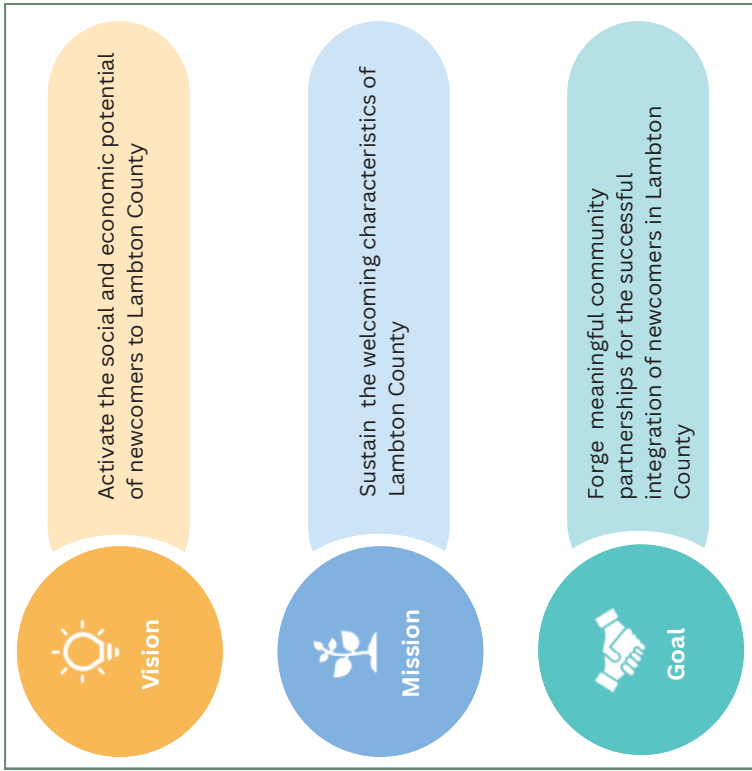 Vision
Activate the social and economic potential
of newcomers to Lambton County
Mission
Sustain the welcoming characteristics of
Lambton County
Goal
Forge meaningful community
partnerships for the successful
integration of newcomers in Lambton
County